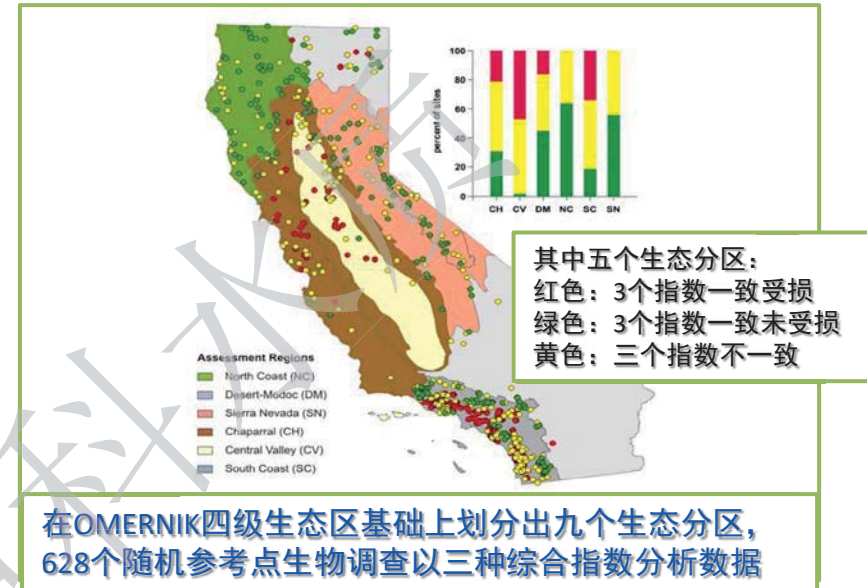 100
80
60
40
20
0
percent of sites
CH CV DM NC SC SN
其中五个生态分区：
红色：3个指数一致受损
绿色：3个指数一致未受损
黄色：三个指数不一致
Assessment Regions
North Coast (NC)
Desert-Modoc (DM)
Sierra Nevada (SN)
Chaparral (CH)
Central Valley (CV)
South Coast (SC)
在OMERNIK四级生态区基础上划分出九个生态分区，
628个随机参考点生物调查以三种综合指数分析数据